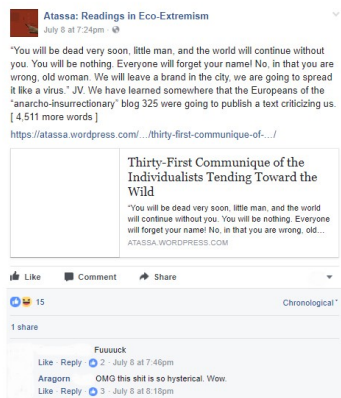 Atassa: Readings in Eco-Extremism
July 8 at 7:24pm ·
“You will be dead very soon, little man, and the world will continue without
you. You will be nothing. Everyone will forget your name! No, in that you are
wrong, old woman. We will leave a brand in the city, we are going to spread
it like a virus.” JV. We have learned somewhere that the Europeans of the
“anarcho-insurrectionary” blog 325 were going to publish a text criticizing us.
[ 4,511 more words ]
https://atassa.wordpress.com/.../thirty-first-communique-of-.../
Thirty-First Communique of the
Individualists Tending Toward the
Wild
“You will be dead very soon, little man, and the world
will continue without you. You will be nothing. Everyone
will forget your name! No, in that you are wrong, old...
ATASSA.WORDPRESS.COM
Like Comment Share
15 Chronological
1 share
Fuuuuck
Like · Reply · 2 · July 8 at 7:46pm
Aragorn OMG this shit is so hysterical. Wow.
Like · Reply · 3 · July 8 at 8:18pm